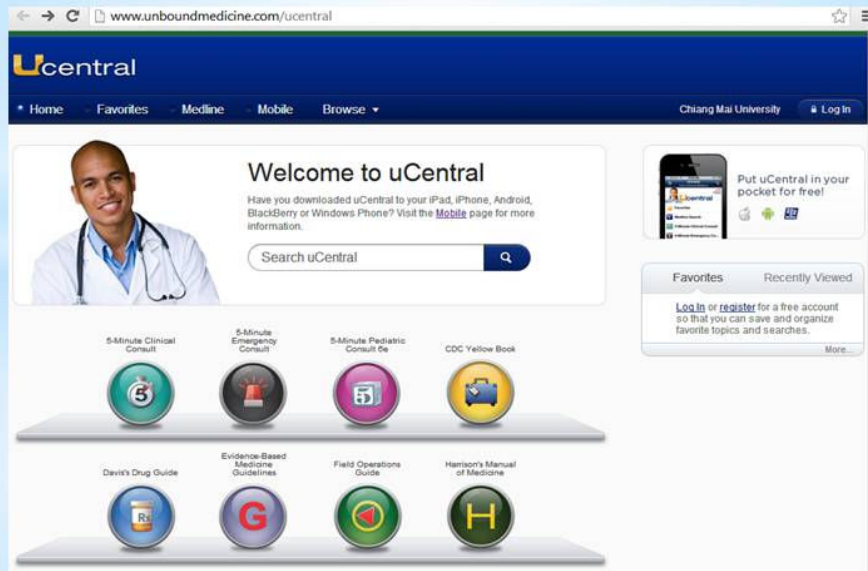 www.unboundmedicine.com/ucentral
Ucentral
Home Favorites Medline Mobile Browse
Chiang Mai University Log In
Welcome to uCentral
Have you downloaded uCentral to your iPad, iPhone, Android,
BlackBerry or Windows Phone? Visit the Mobile page for more
information.
Search uCentral
Put uCentral in your
pocket for free!
Favorites Recently Viewed
Log In or register for a free account
so that you can save and organize
favorite topics and searches.
More...
5-Minute Clinical
Consult
5
5-Minute
Emergency
Consult
5-Minute Pediatric
Consult 6e
5
CDC Yellow Book
Davis's Drug Guide
Rx
Evidence-Based
Medicine
Guidelines
G
Field Operations
Guide
Harrison's Manual
of Medicine
H